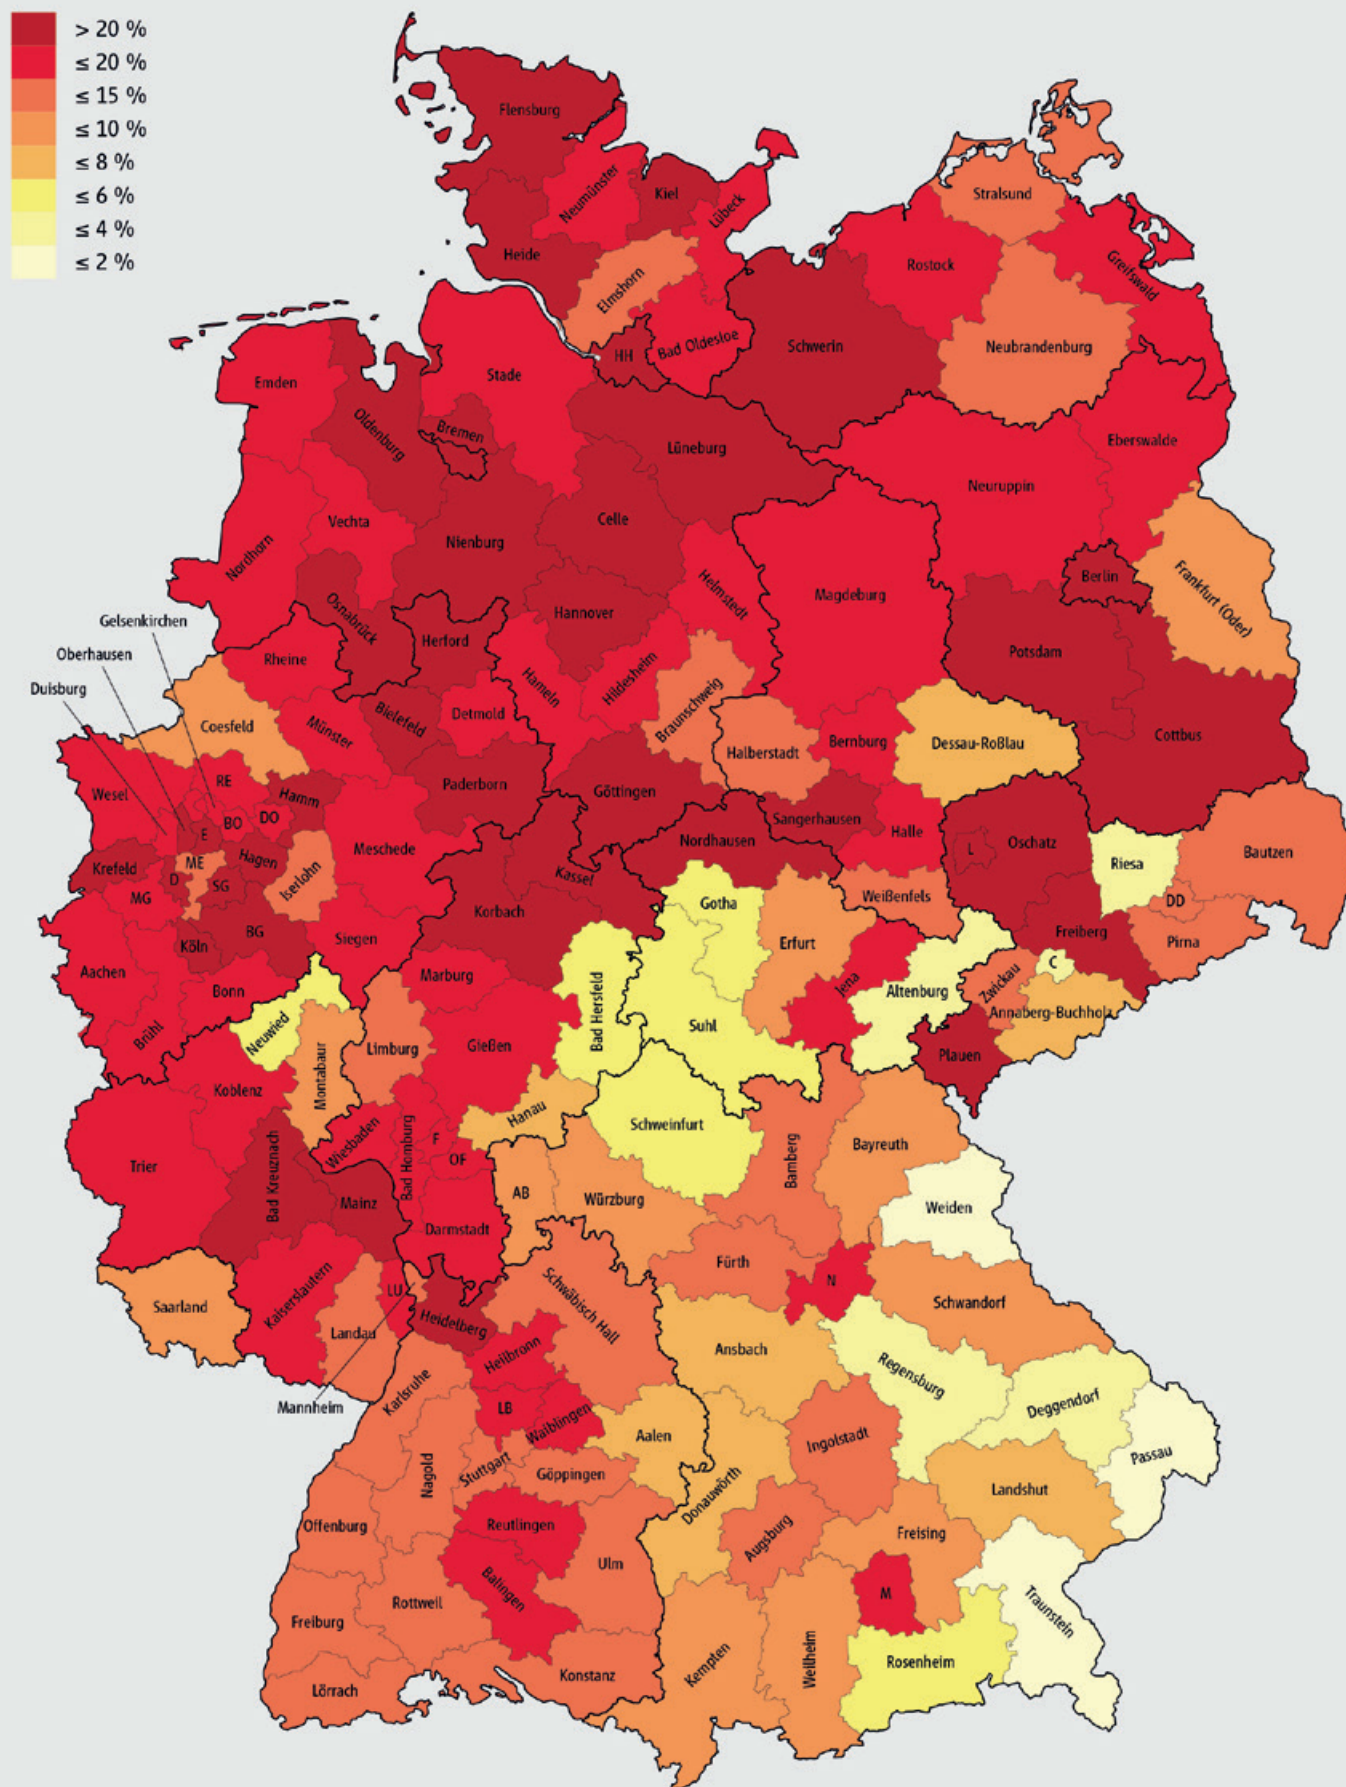 > 20 %
≤ 20 %
≤ 15 %
≤ 10 %
≤ 8 %
≤ 6 %
≤ 4 %
≤ 2 %
Flensburg
Neumünster
Kiel
Lübeck
Heide
Elmshorn
HH
Bad Oldesloe
Schwerin
Rostock
Stralsund
Greifswald
Neubrandenburg
Emden
Oldenburg
Stade
Bremen
Lüneburg
Eberswalde
Neuruppin
Nordhorn
Vechta
Nienburg
Celle
Helmstedt
Magdeburg
Berlin
Frankfurt (Oder)
Osnabrück
Herford
Hannover
Potsdam
Cottbus
Gelsenkirchen
Oberhausen
Duisburg
Rheine
Coesfeld
Münster
Bielefeld
Detmold
Hameln
Hildesheim
Braunschweig
Halberstadt
Bernburg
Dessau-Roßlau
Wesel
RE
Hamm
Paderborn
Göttingen
Sangerhausen
Halle
E
BO
DO
Krefeld
D
ME
SG
Hagen
Iserlohn
Meschede
Kassel
Nordhausen
L
Oschatz
Riesa
Bautzen
MG
Köln
BG
Siegen
Korbach
Gotha
Erfurt
Weißenfels
DD
Pirna
Freiberg
Aachen
Bonn
Brühl
Marburg
Bad Hersfeld
Suhl
Jena
Altenburg
Zwickau
C
Annaberg-Buchholz
Plauen
Neuwied
Montabaur
Limburg
Gießen
Koblenz
Hanau
Schweinfurt
Trier
Bad Kreuznach
Wiesbaden
Bad Homburg
F
OF
Mainz
Darmstadt
AB
Würzburg
Bamberg
Bayreuth
Weiden
Saarland
Kaiserslautern
LU
Landau
Mannheim
Heidelberg
Schwäbisch Hall
Fürth
N
Schwandorf
Karlsruhe
Heilbronn
LB
Waiblingen
Ansbach
Regensburg
Deggendorf
Passau
Nagold
Stuttgart
Göppingen
Aalen
Donauwörth
Ingolstadt
Landshut
Offenburg
Reutlingen
Ulm
Augsburg
Freising
Freiburg
Rottweil
Balingen
M
Traunstein
Lörrach
Konstanz
Kempten
Weilheim
Rosenheim